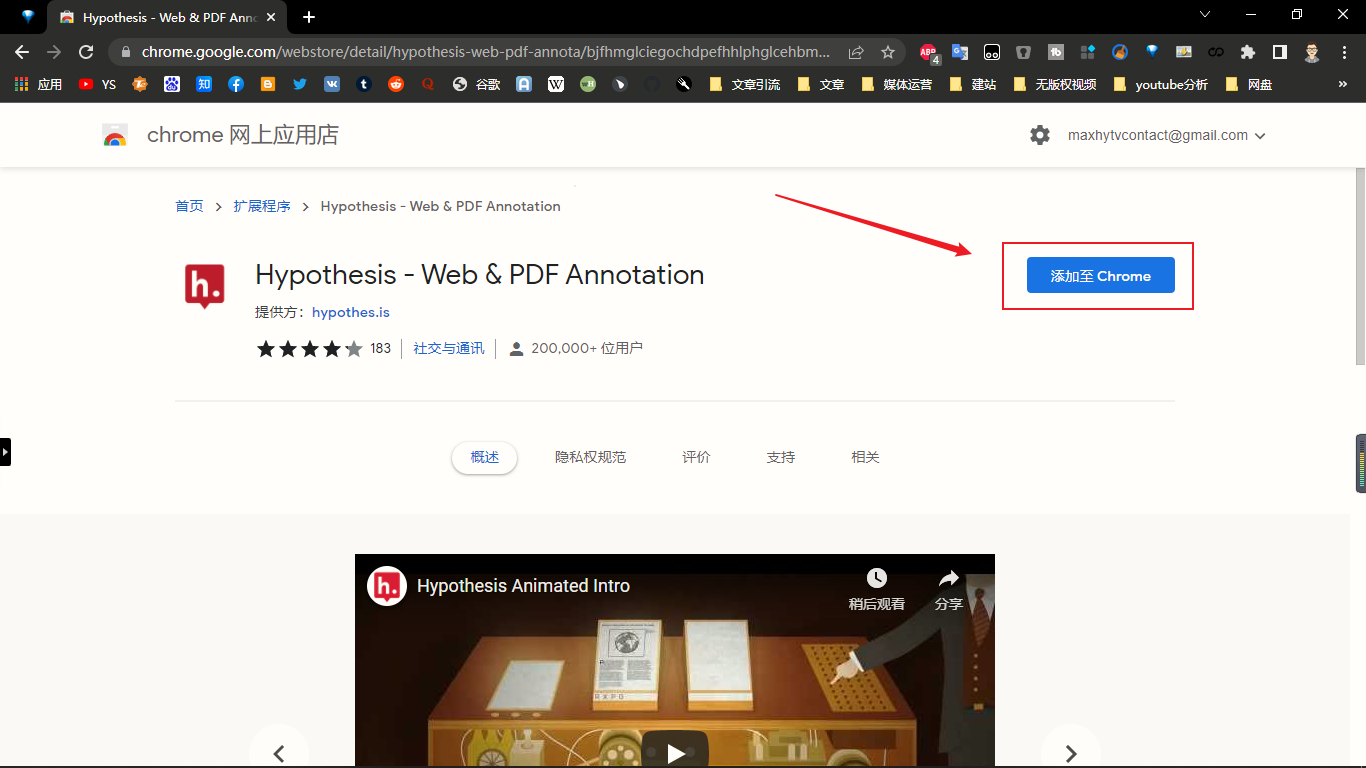 Hypothesis - Web & PDF Anno
chrome.google.com/webstore/detail/hypothesis-web-pdf-annota/bjfhmglciegochdpefhhlphglcehbm...
ABP
4
应用
YS
知
谷歌
文章引流
文章
媒体运营
建站
无版权视频
youtube分析
网盘
»
chrome 网上应用店
maxhytvcontact@gmail.com
首页 > 扩展程序 > Hypothesis - Web & PDF Annotation
h.
Hypothesis - Web & PDF Annotation
添加至 Chrome
提供方： hypothes.is
183
社交与通讯
200,000+ 位用户
概述
隐私权规范
评价
支持
相关
h.
Hypothesis Animated Intro
稍后观看
分享